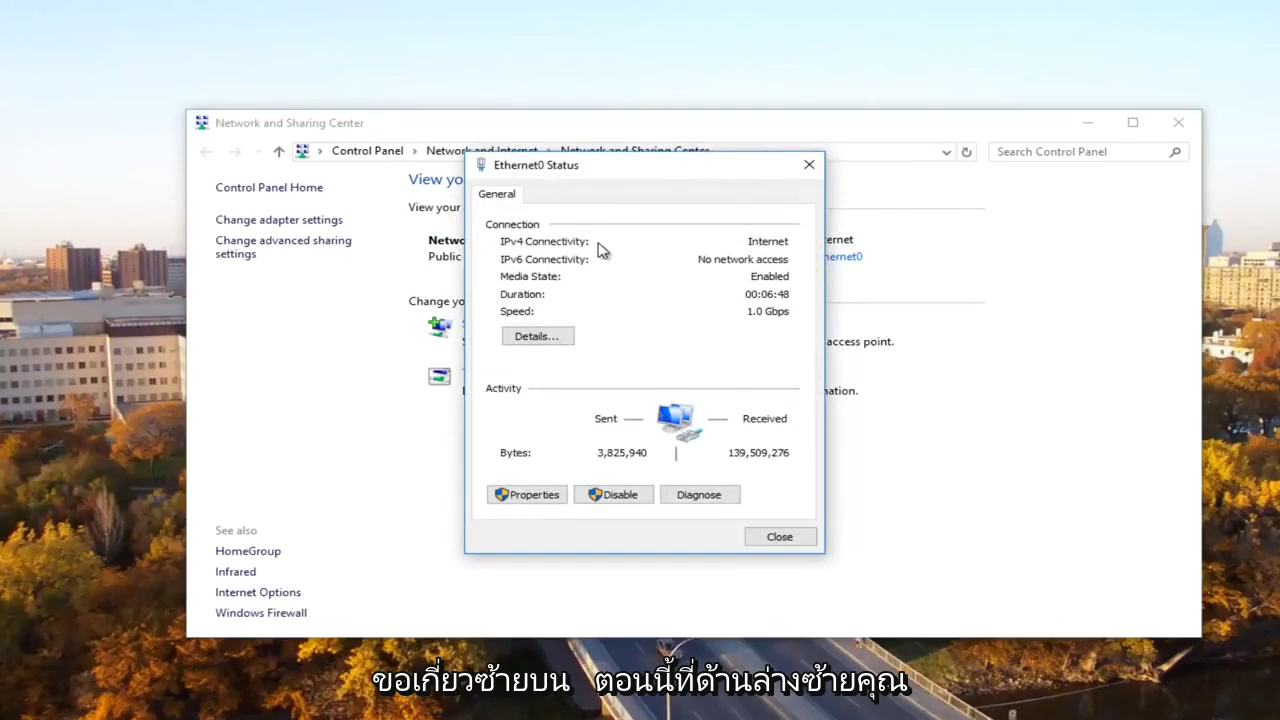 Network and Sharing Center
Control Panel
Network and Internet
Network and Sharing Center
Search Control Panel
Control Panel Home
Change adapter settings
Change advanced sharing
settings
See also
HomeGroup
Infrared
Internet Options
Windows Firewall
View yo
View your
Netwo
Public
Change yo
ernet
ernet0
access point.
mation.
Ethernet0 Status
General
Connection
IPv4 Connectivity: Internet
IPv6 Connectivity: No network access
Media State: Enabled
Duration: 00:06:48
Speed: 1.0 Gbps
Details...
Activity
Sent Received
Bytes: 3,825,940 139,509,276
Properties Disable Diagnose
Close
ขอเกี่ยวซ้ายบน ตอนนี้ที่ด้านล่างซ้ายคุณ